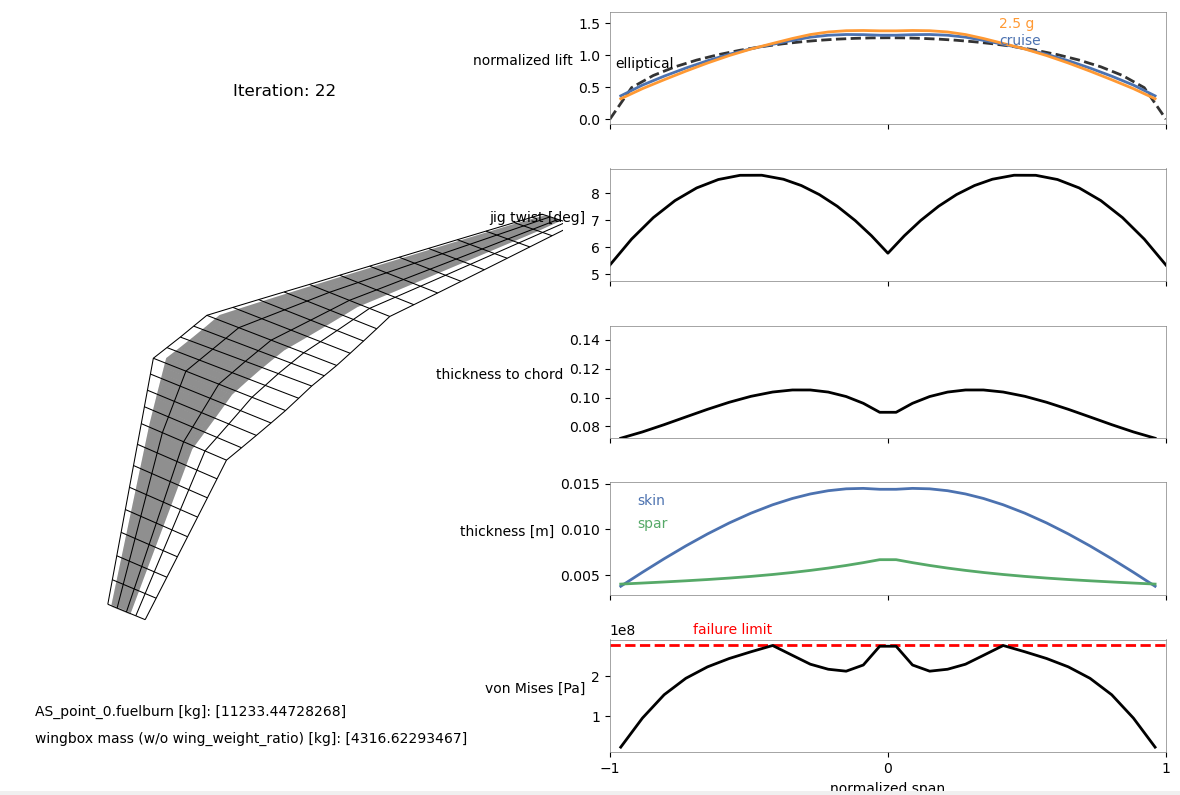 Iteration: 22
AS_point_0.fuelburn [kg]: [11233.44728268]
wingbox mass (w/o wing_weight_ratio) [kg]: [4316.62293467]
normalized lift
1.5
1.0
0.5
0.0
elliptical
2.5 g
cruise
jig twist [deg]
8
7
6
5
thickness to chord
0.14
0.12
0.10
0.08
thickness [m]
0.015
0.010
0.005
skin
spar
1e8
failure limit
von Mises [Pa]
2
1
−1
0
1
normalized span